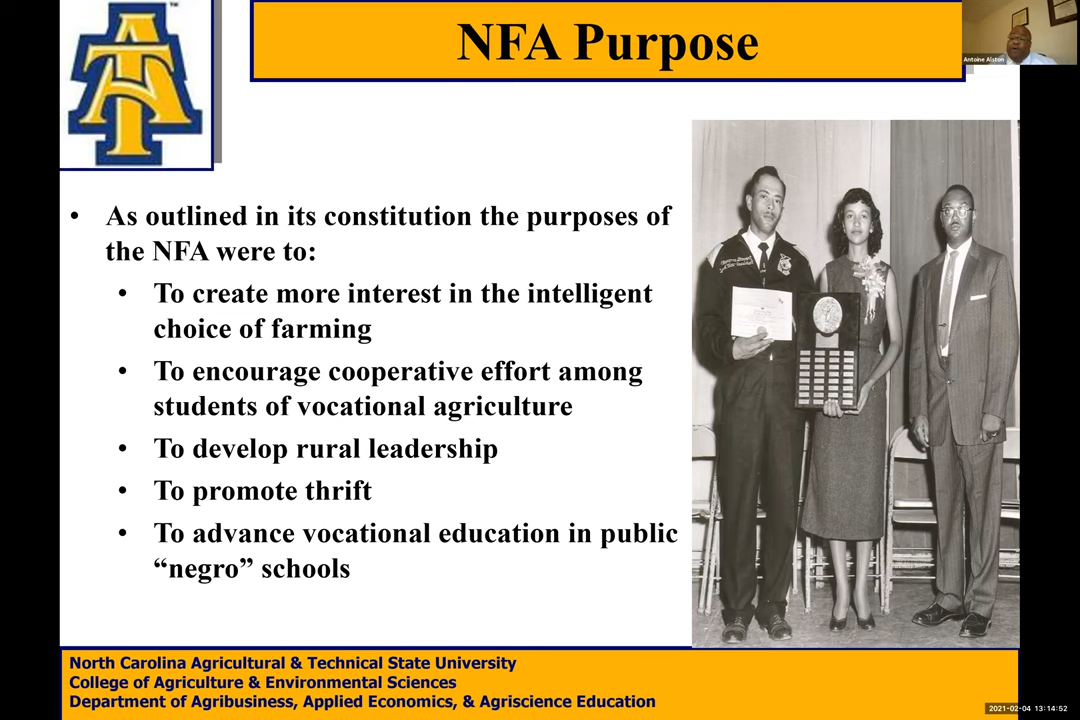 NFA Purpose
Antoine Alston
• As outlined in its constitution the purposes of
the NFA were to:
• To create more interest in the intelligent
choice of farming
• To encourage cooperative effort among
students of vocational agriculture
• To develop rural leadership
• To promote thrift
• To advance vocational education in public
“negro” schools
North Carolina Agricultural & Technical State University
College of Agriculture & Environmental Sciences
Department of Agribusiness, Applied Economics, & Agriscience Education
2021-02-04 13:14:52